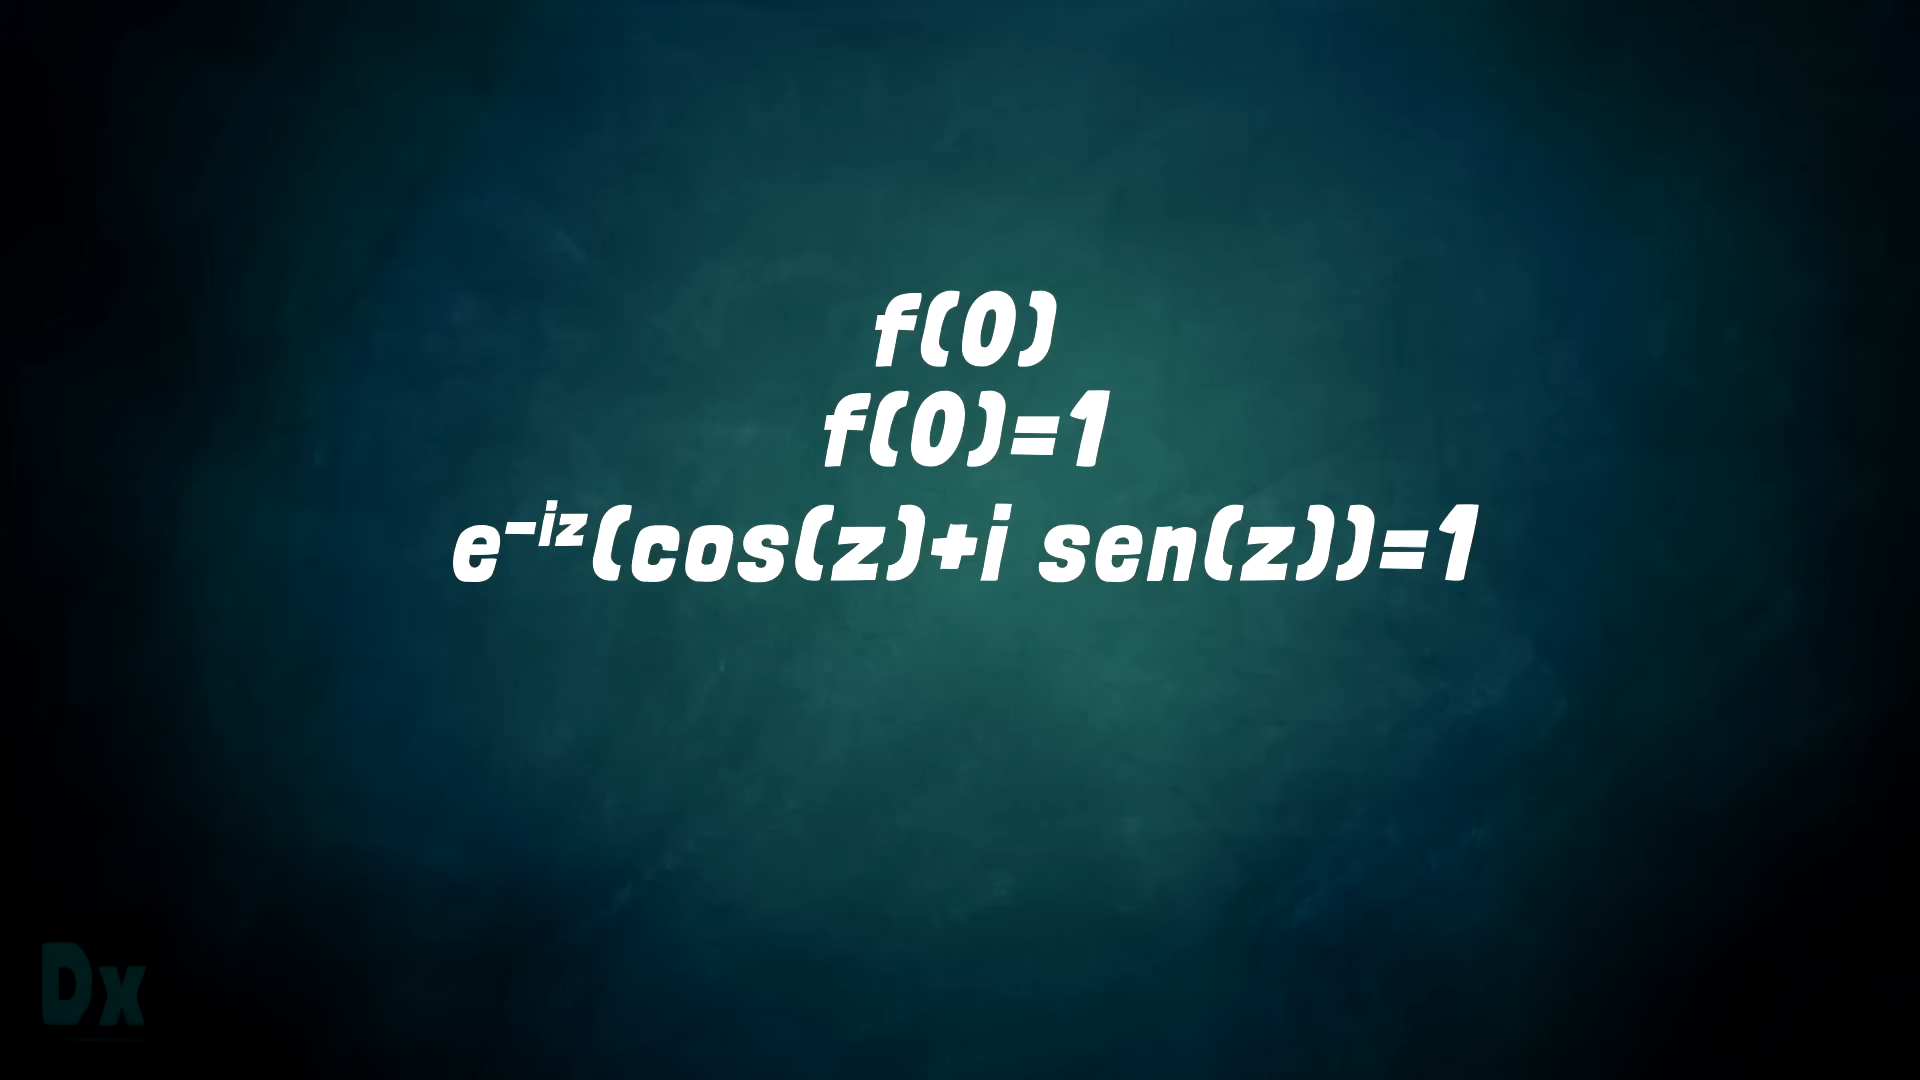 f(0)
f(0)=1
e⁻ⁱᶻ(cos(z)+i sen(z))=1
Dx